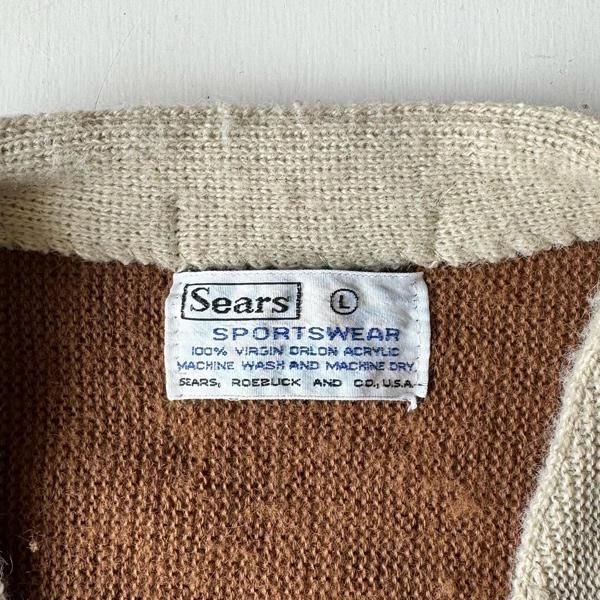 Sears L
SPORTSWEAR
100% VIRGIN ORLON ACRYLIC
MACHINE WASH AND MACHINE DRY
SEARS, ROEBUCK AND CO., U.S.A.